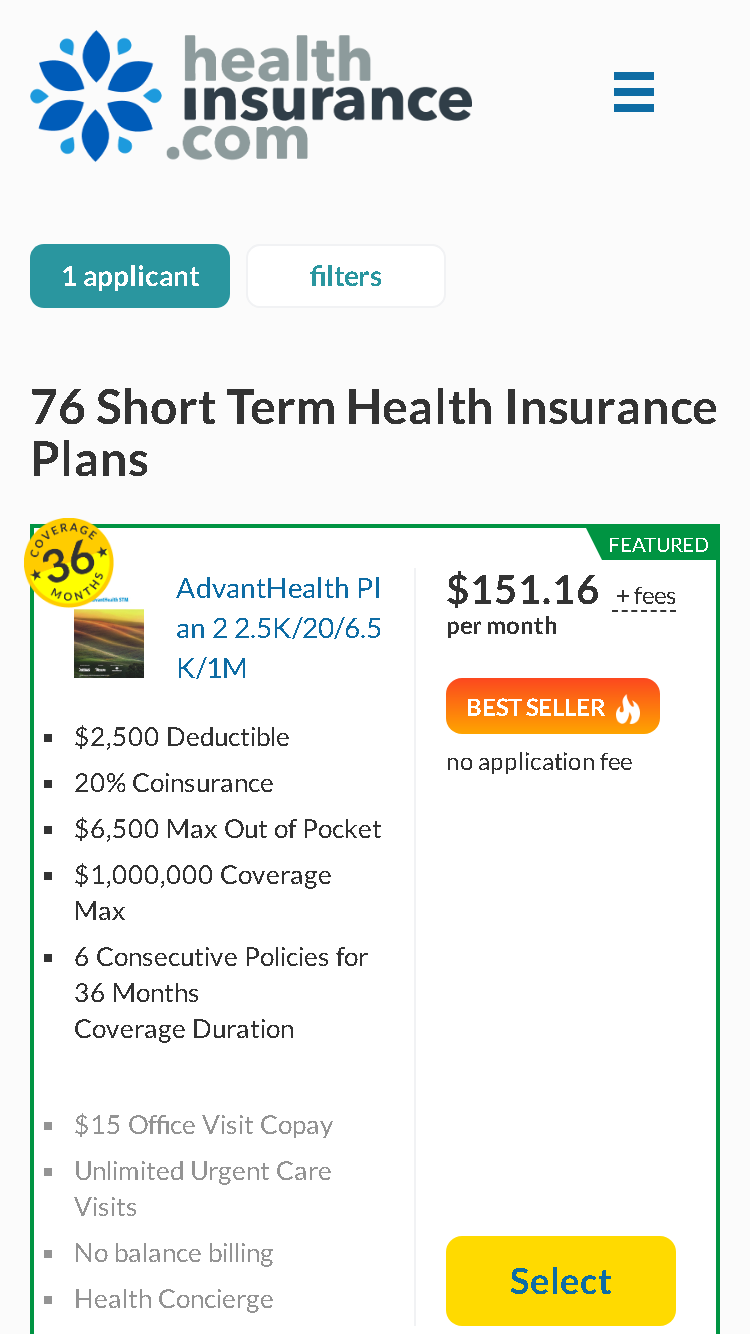 health
insurance
.com
1 applicant
filters
76 Short Term Health Insurance
Plans
COVERAGE
36
MONTHS
FEATURED
AdvantHealth Pl
an 2 2.5K/20/6.5
K/1M
$151.16 + fees
per month
BEST SELLER
no application fee
$2,500 Deductible
20% Coinsurance
$6,500 Max Out of Pocket
$1,000,000 Coverage
Max
6 Consecutive Policies for
36 Months
Coverage Duration
$15 Office Visit Copay
Unlimited Urgent Care
Visits
No balance billing
Health Concierge
Select